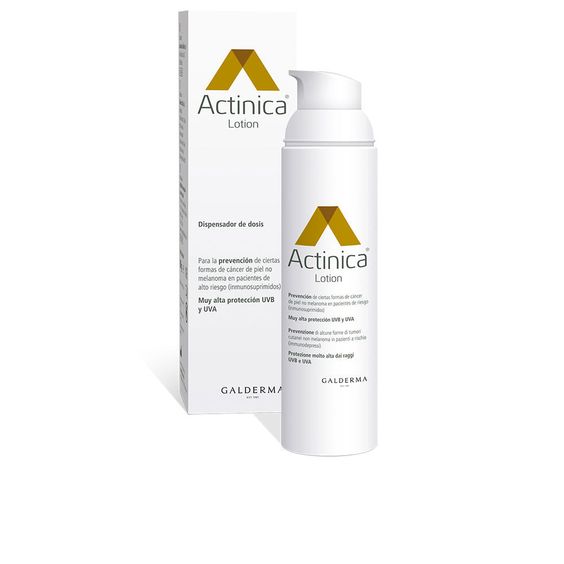 Actinica®
Lotion
Dispensador de dosis
Para la prevención de ciertas
formas de cáncer de piel no
melanoma en pacientes de
alto riesgo (inmunosuprimidos)
Muy alta protección UVB
y UVA
GALDERMA
Actinica®
Lotion
Prevención de ciertas formas de cáncer
de piel no melanoma en pacientes de riesgo
(inmunosuprimidos)
Muy alta protección UVB y UVA
Prevenzione di alcune forme di tumori
cutanei non melanoma in pazienti a rischio
(immunodepressi)
Protezione molto alta dai raggi
UVB e UVA
GALDERMA